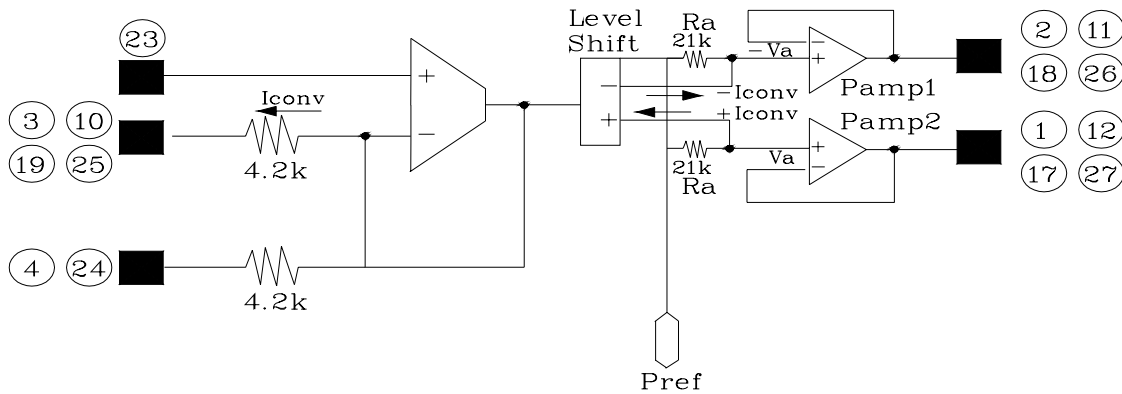 23
3 10
19 25
Iconv
4.2k
+
−
4 24
4.2k
Level
Shift
−
+
Ra
21k
−Va
−Iconv
+Iconv
Va
21k
Ra
−
+
Pamp1
Pamp2
+
−
2 11
18 26
1 12
17 27
Pref